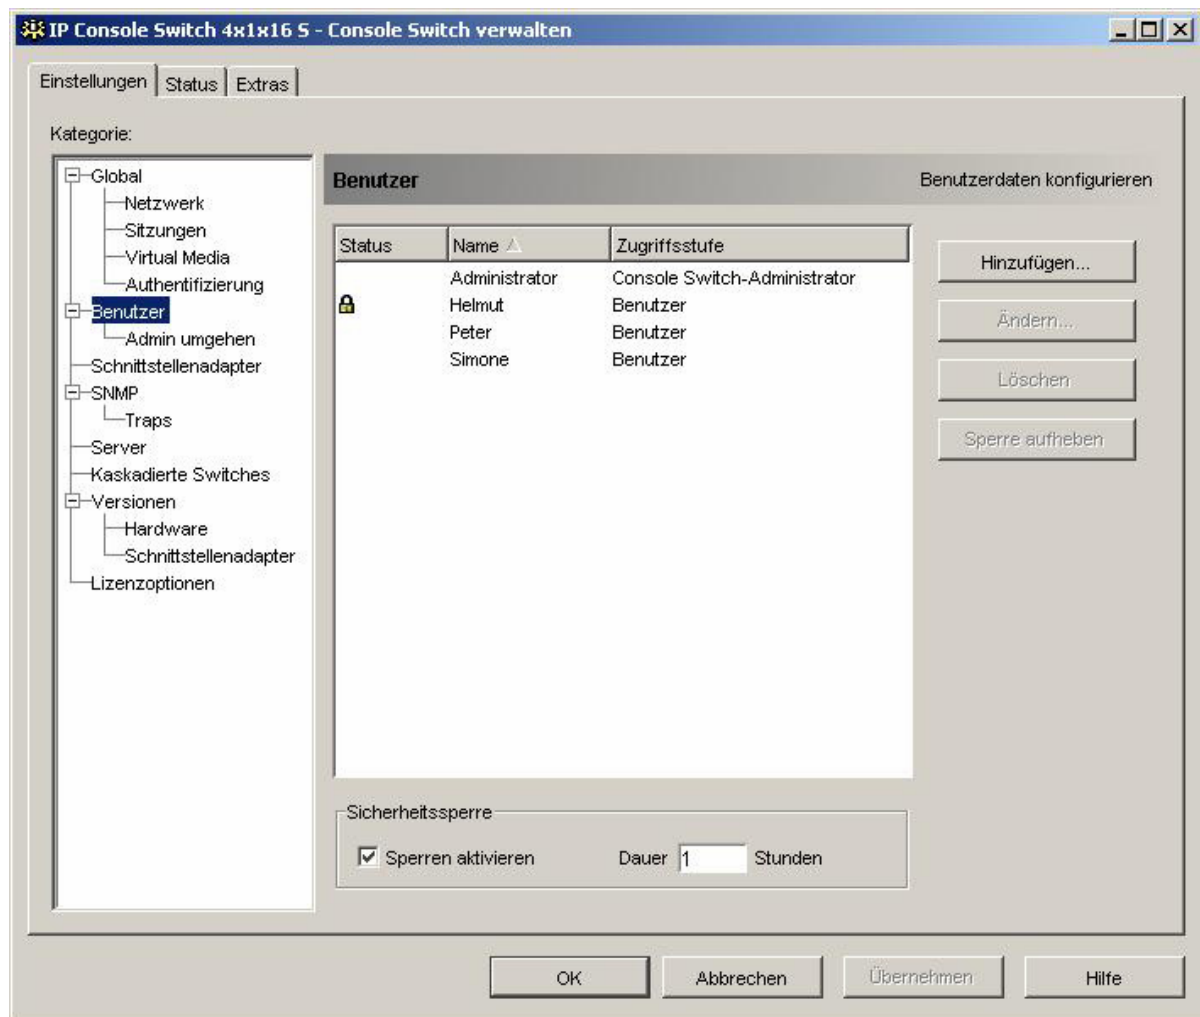 IP Console Switch 4x1x16 S - Console Switch verwalten
Einstellungen Status Extras
Kategorie:
Global
Netzwerk
Sitzungen
Virtual Media
Authentifizierung
Benutzer
Admin umgehen
Schnittstellenadapter
SNMP
Traps
Server
Kaskadierte Switches
Versionen
Hardware
Schnittstellenadapter
Lizenzoptionen
Benutzer Benutzerdaten konfigurieren
Status Name Zugriffsstufe
Administrator Console Switch-Administrator
Helmut Benutzer
Peter Benutzer
Simone Benutzer
Hinzufügen...
Ändern...
Löschen
Sperre aufheben
Sicherheitssperre
Sperren aktivieren Dauer 1 Stunden
OK Abbrechen Übernehmen Hilfe